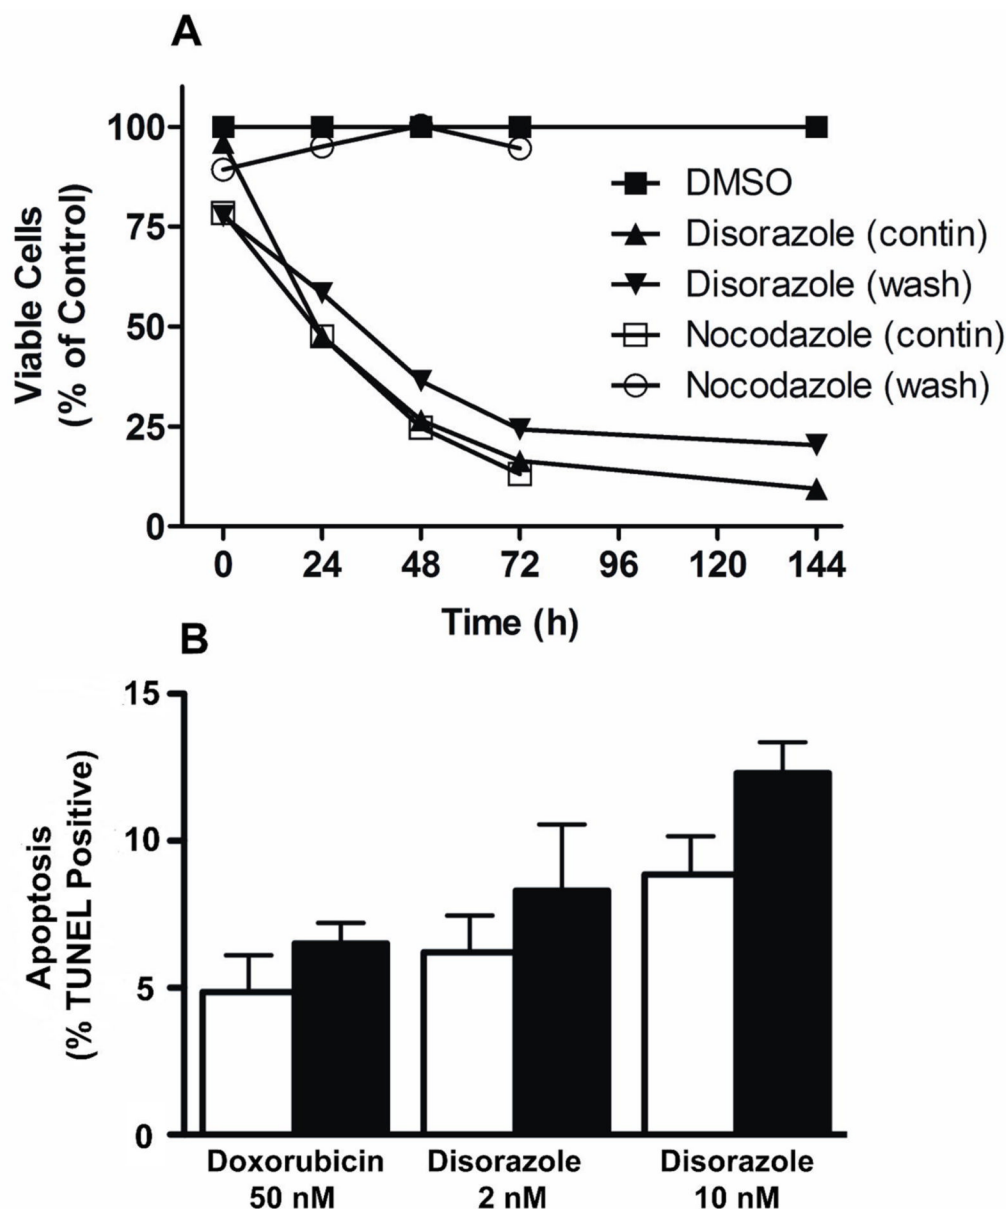 A
Viable Cells
(% of Control)
100
75
50
25
0
0 24 48 72 96 120 144
Time (h)
DMSO
Disorazole (contin)
Disorazole (wash)
Nocodazole (contin)
Nocodazole (wash)
B
Apoptosis
(% TUNEL Positive)
15
10
5
0
Doxorubicin Disorazole Disorazole
50 nM 2 nM 10 nM